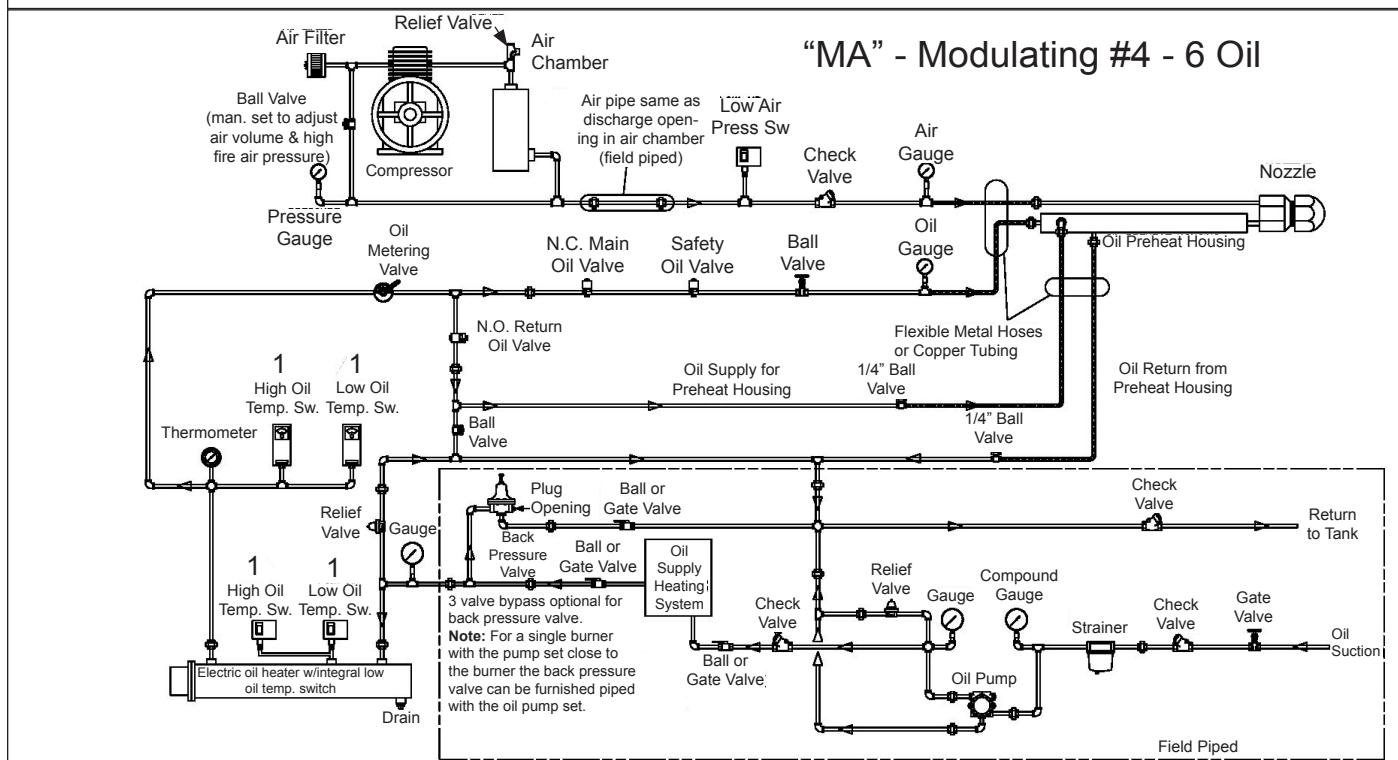 “MA” - Modulating #4 - 6 Oil
Relief Valve
Air Filter
Air
Chamber
Ball Valve
(man. set to adjust
air volume & high
fire air pressure)
Compressor
Air pipe same as
discharge open-
ing in air chamber
(field piped)
Low Air
Press Sw
Check
Valve
Air
Gauge
Nozzle
Pressure
Gauge
Oil
Metering
Valve
N.C. Main
Oil Valve
Safety
Oil Valve
Ball
Valve
Oil
Gauge
Oil Preheat Housing
N.O. Return
Oil Valve
Flexible Metal Hoses
or Copper Tubing
1
High Oil
Temp. Sw.
1
Low Oil
Temp. Sw.
Oil Supply for
Preheat Housing
1/4” Ball
Valve
Oil Return from
Preheat Housing
Thermometer
Ball
Valve
1/4” Ball
Valve
Relief
Valve
Gauge
Plug
Opening
Back
Pressure
Valve
Ball or
Gate Valve
Check
Valve
Return
to Tank
Ball or
Gate Valve
Oil
Supply
Heating
System
1
High Oil
Temp. Sw.
1
Low Oil
Temp. Sw.
3 valve bypass optional for
back pressure valve.
Note: For a single burner
with the pump set close to
the burner the back pressure
valve can be furnished piped
with the oil pump set.
Check
Valve
Relief
Valve
Gauge
Compound
Gauge
Strainer
Check
Valve
Gate
Valve
Oil
Suction
Ball or
Gate Valve
Oil Pump
Electric oil heater w/integral low
oil temp. switch
Drain
Field Piped